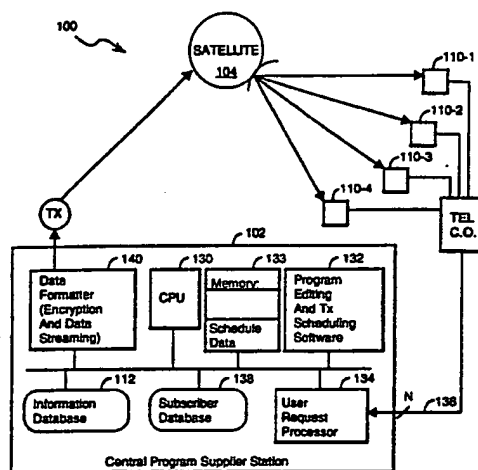 100
SATELLITE
104
110-1
110-2
110-3
110-4
TEL
C.O.
TX
102
140
130
133
132
Data
Formatter
(Encryption
And Data
Streaming)
CPU
Memory:
Schedule
Data
Program
Editing
And Tx
Scheduling
Software
112
138
134
N
136
Information
Database
Subscriber
Database
User
Request
Processor
Central Program Supplier Station